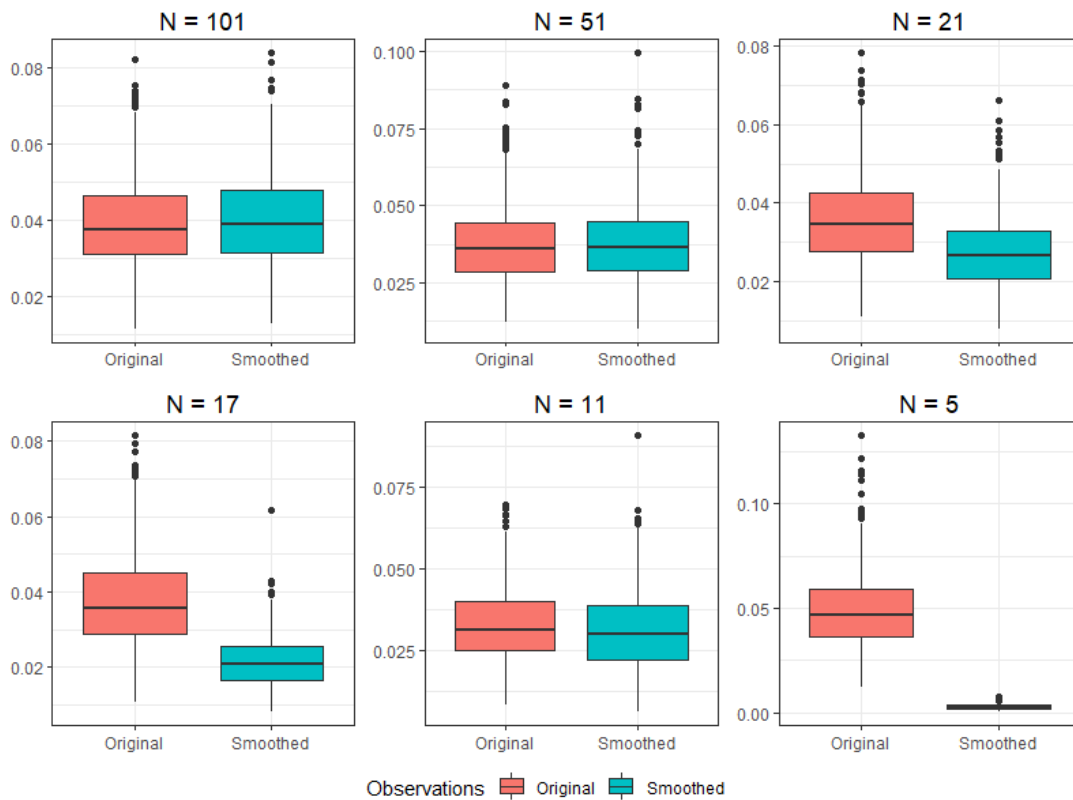 N = 101
N = 51
N = 21
0.08
0.06
0.04
0.02
Original
Smoothed
0.100
0.075
0.050
0.025
Original
Smoothed
0.08
0.06
0.04
0.02
Original
Smoothed
N = 17
N = 11
N = 5
0.08
0.06
0.04
0.02
Original
Smoothed
0.075
0.050
0.025
Original
Smoothed
0.10
0.05
0.00
Original
Smoothed
Observations Original Smoothed